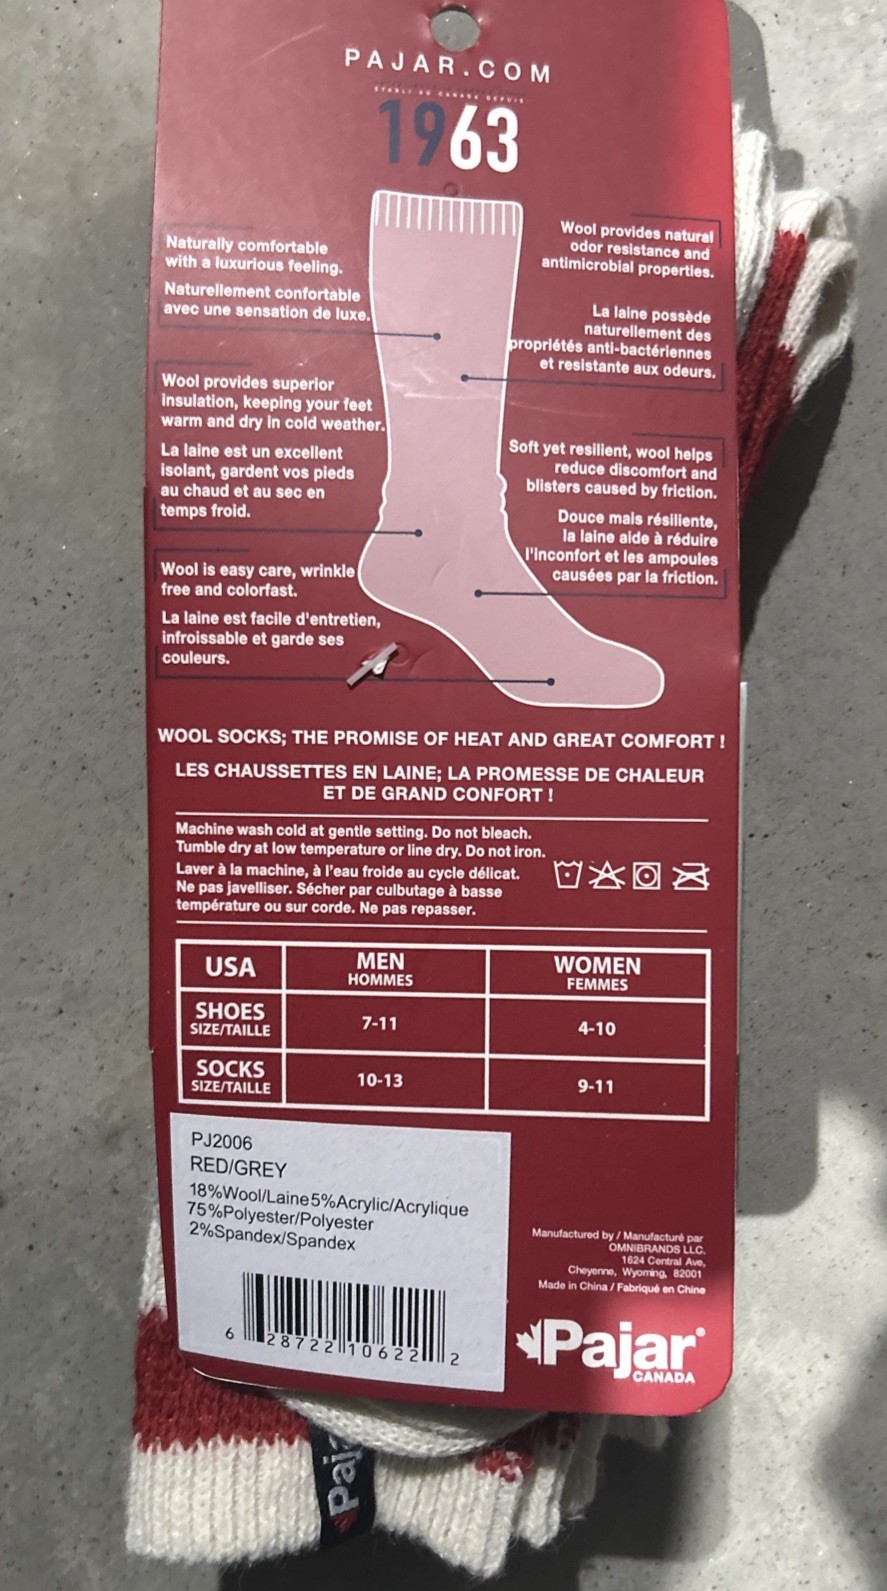 PAJAR.COM
ÉTABLI AU CANADA DEPUIS
1963
Naturally comfortable
with a luxurious feeling.
Naturellement confortable
avec une sensation de luxe.
Wool provides natural
odor resistance and
antimicrobial properties.
La laine possède
naturellement des
propriétés anti-bactériennes
et resistante aux odeurs.
Wool provides superior
insulation, keeping your feet
warm and dry in cold weather.
La laine est un excellent
isolant, gardent vos pieds
au chaud et au sec en
temps froid.
Soft yet resilient, wool helps
reduce discomfort and
blisters caused by friction.
Douce mais résiliente,
la laine aide à réduire
l'inconfort et les ampoules
causées par la friction.
Wool is easy care, wrinkle
free and colorfast.
La laine est facile d'entretien,
infroissable et garde ses
couleurs.
WOOL SOCKS; THE PROMISE OF HEAT AND GREAT COMFORT !
LES CHAUSSETTES EN LAINE; LA PROMESSE DE CHALEUR
ET DE GRAND CONFORT !
Machine wash cold at gentle setting. Do not bleach.
Tumble dry at low temperature or line dry. Do not iron.
Laver à la machine, à l'eau froide au cycle délicat.
Ne pas javelliser. Sécher par culbutage à basse
température ou sur corde. Ne pas repasser.
USA MEN WOMEN
HOMMES FEMMES
SHOES
SIZE/TAILLE 7-11 4-10
SOCKS
SIZE/TAILLE 10-13 9-11
PJ2006
RED/GREY
18%Wool/Laine5%Acrylic/Acrylique
75%Polyester/Polyester
2%Spandex/Spandex
6 28722 10622 2
Manufactured by / Manufacturé par
OMNIBRANDS LLC.
1624 Central Ave,
Cheyenne, Wyoming, 82001
Made in China / Fabriqué en Chine
Pajar®
CANADA
Paja